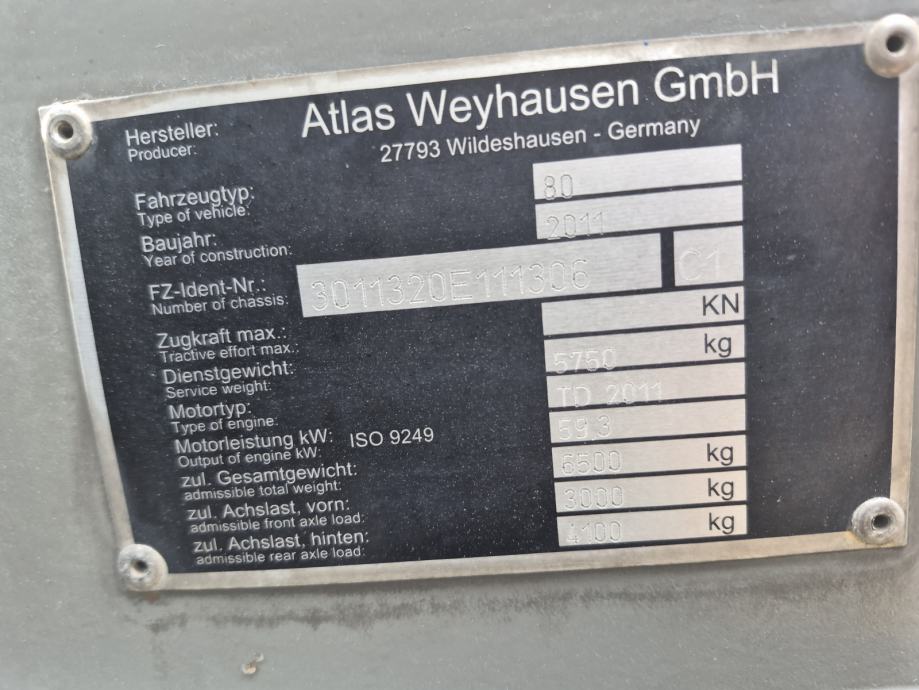 Hersteller: Atlas Weyhausen GmbH
Producer: 27793 Wildeshausen - Germany
Fahrzeugtyp: 80
Type of vehicle:
Baujahr: 2011
Year of construction:
FZ-Ident-Nr.: 3011320E111306 C1
Number of chassis:
Zugkraft max.: KN
Tractive effort max.:
Dienstgewicht: 5750 kg
Service weight:
Motortyp: TD 2011
Type of engine:
Motorleistung kW: ISO 9249 59,3
Output of engine kW:
zul. Gesamtgewicht: 6500 kg
admissible total weight:
zul. Achslast, vorn: 3000 kg
admissible front axle load:
zul. Achslast, hinten: 4100 kg
admissible rear axle load: